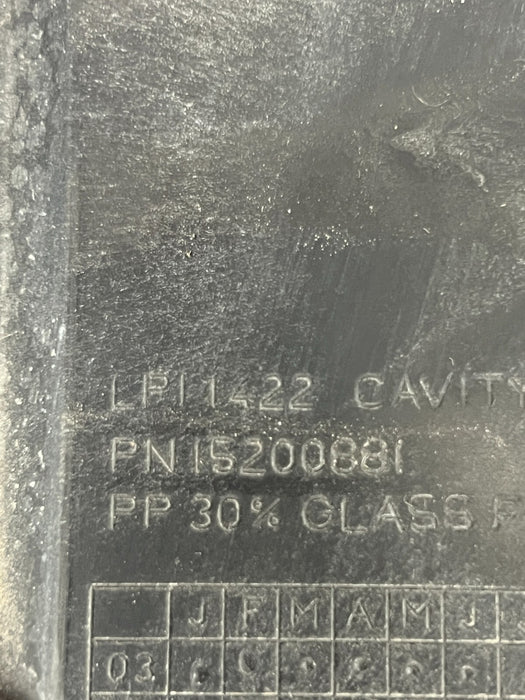 LPI 1422 CAVITY
PN 15200881
PP 30% GLASS F
J F M A M J
03